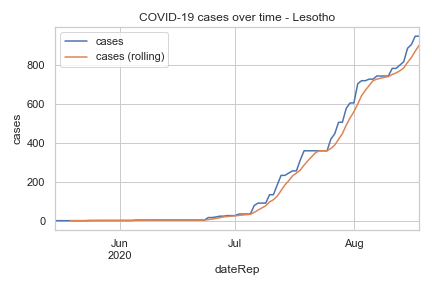 COVID-19 cases over time - Lesotho
cases
cases (rolling)
cases
800
600
400
200
0
Jun
2020
Jul
Aug
dateRep